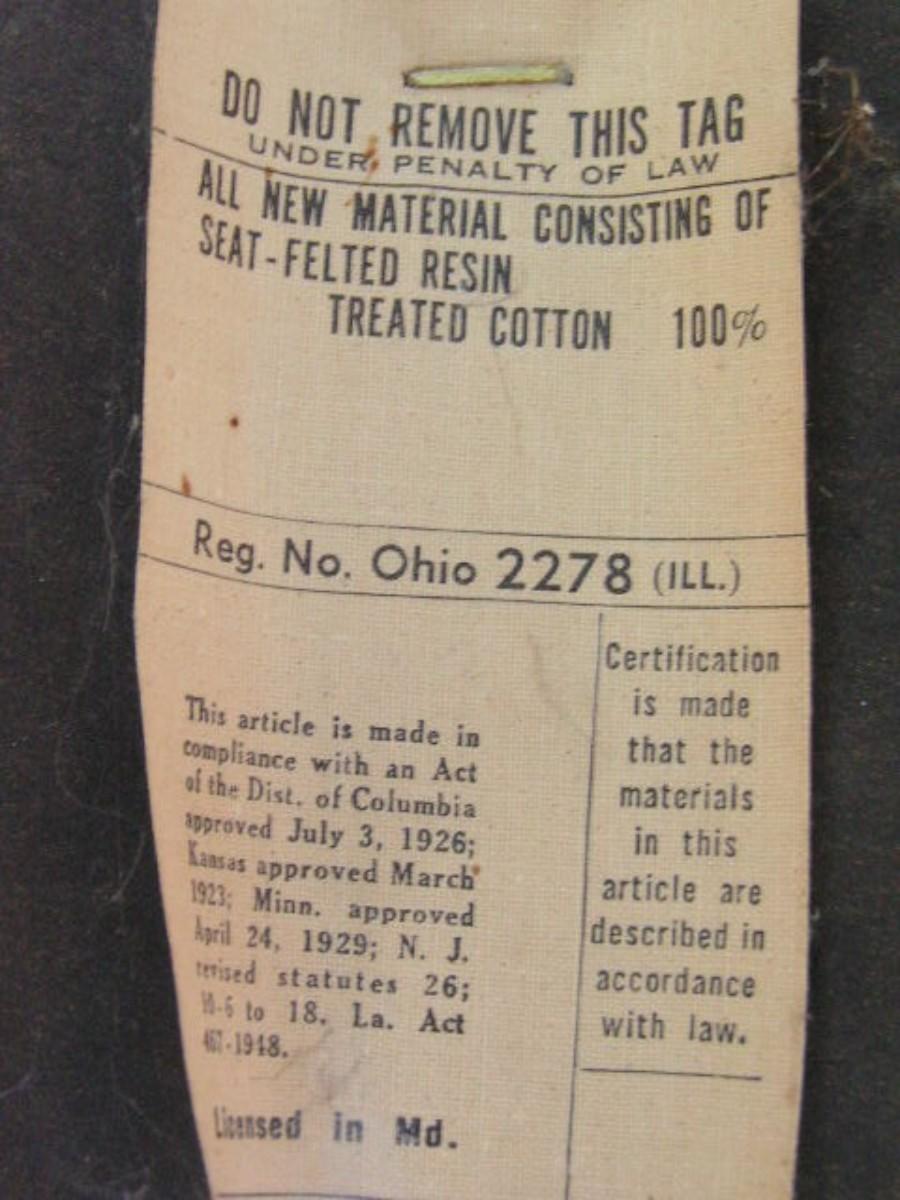 DO NOT REMOVE THIS TAG
UNDER PENALTY OF LAW
ALL NEW MATERIAL CONSISTING OF
SEAT-FELTED RESIN
TREATED COTTON 100%
Reg. No. Ohio 2278 (ILL.)
This article is made in
compliance with an Act
of the Dist. of Columbia
approved July 3, 1926;
Kansas approved March
1923; Minn. approved
April 24, 1929; N. J.
revised statutes 26;
10-6 to 18. La. Act
467-1948.
Licensed in Md.
Certification
is made
that the
materials
in this
article are
described in
accordance
with law.